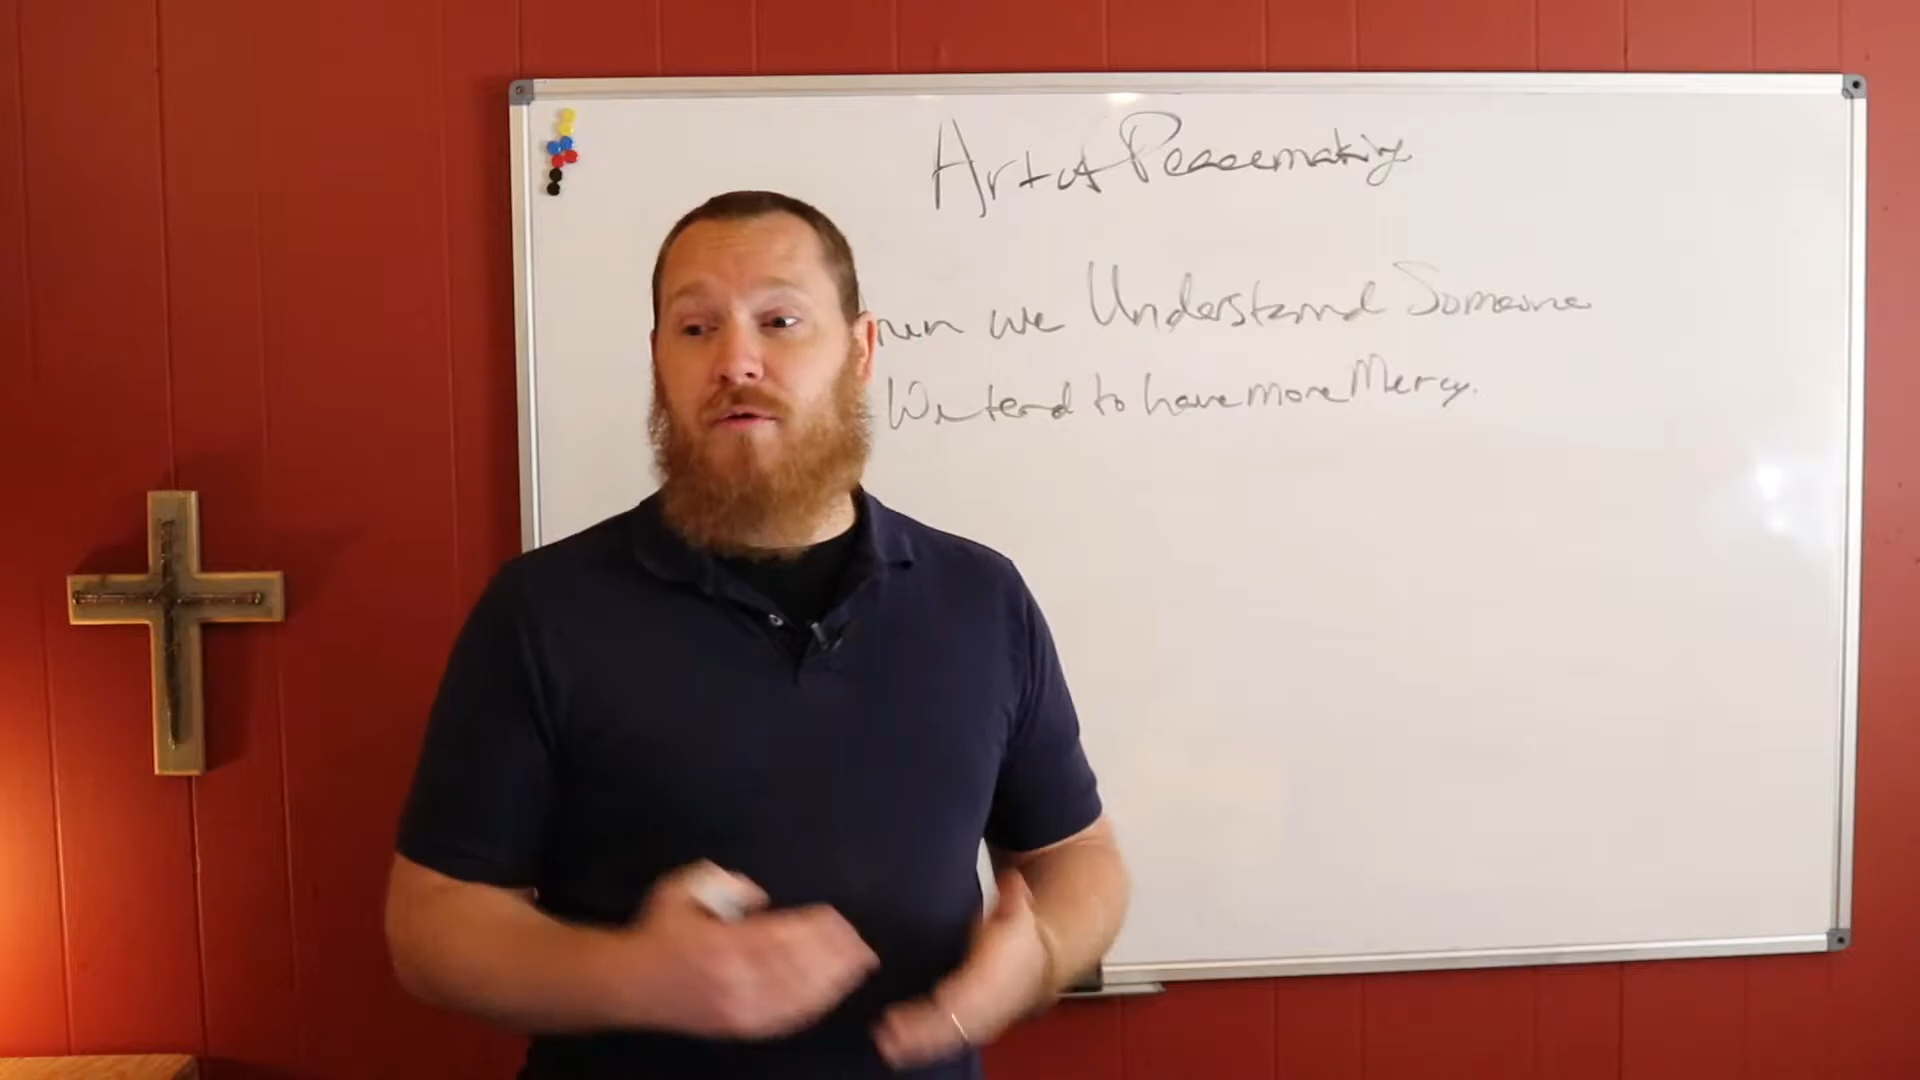 Art of Peacemaking
we Understand Someone
We tend to have more Mercy.